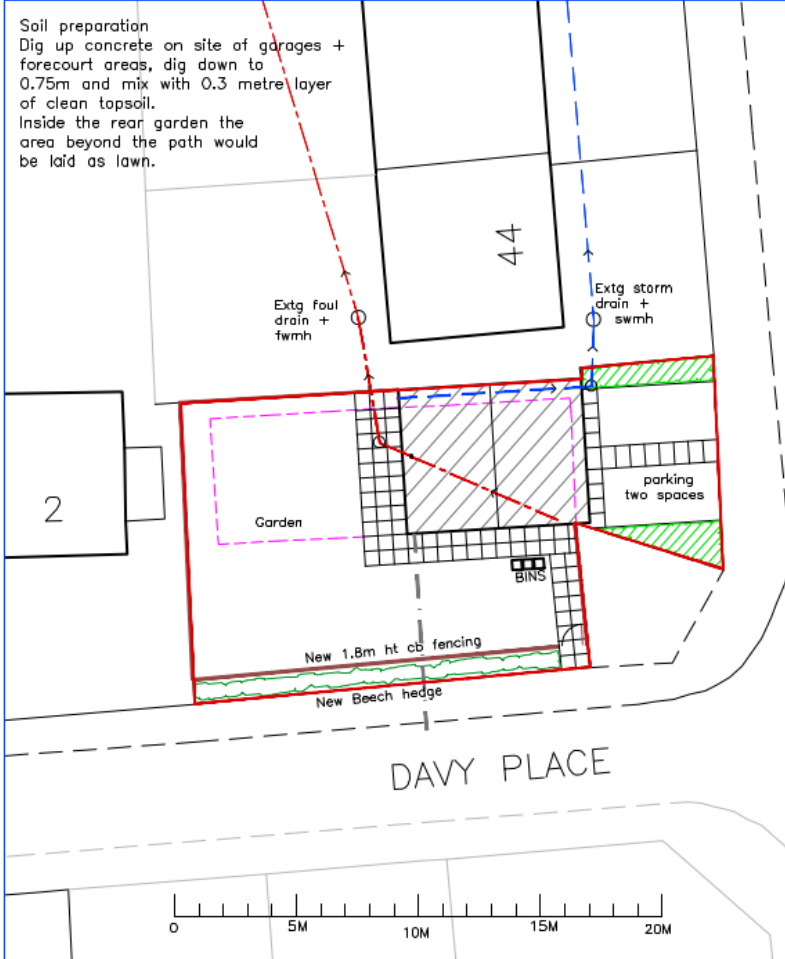 Soil preparation
Dig up concrete on site of garages +
forecourt areas, dig down to
0.75m and mix with 0.3 metre layer
of clean topsoil.
Inside the rear garden the
area beyond the path would
be laid as lawn.
44
Extg foul
drain +
fwmh
Extg storm
drain +
swmh
2
Garden
parking
two spaces
BINS
New 1.8m ht cb fencing
New Beech hedge
DAVY PLACE
0
5M
10M
15M
20M